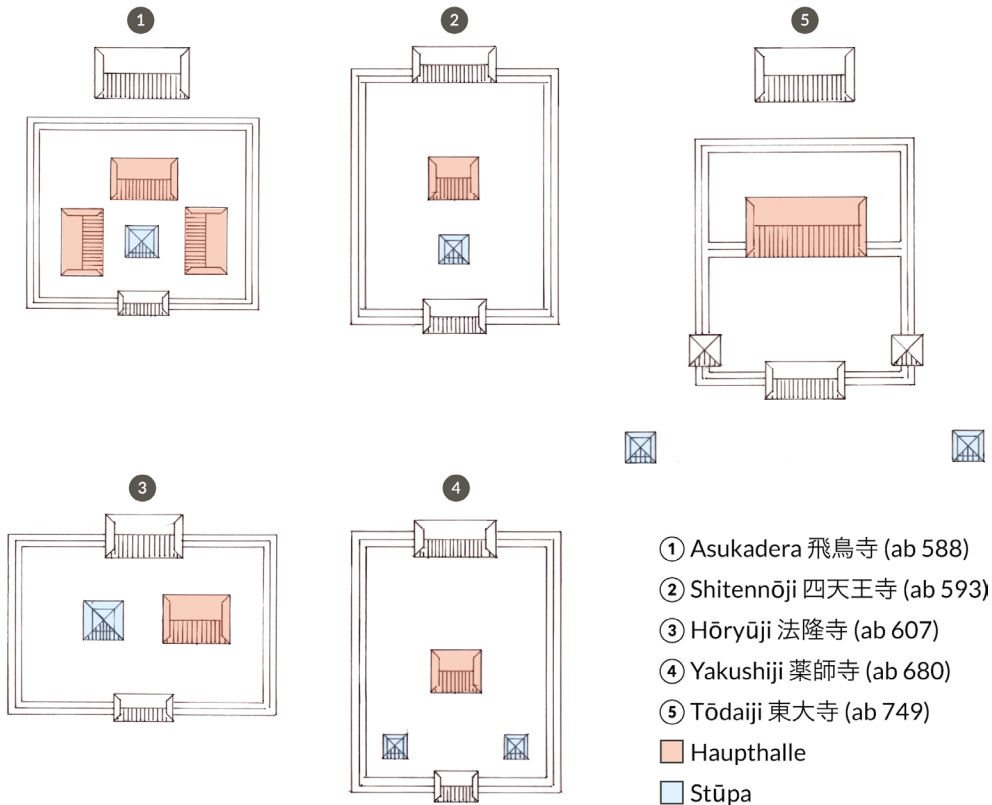 1
2
5
3
4
① Asukadera 飛鳥寺 (ab 588)
② Shitennōji 四天王寺 (ab 593)
③ Hōryūji 法隆寺 (ab 607)
④ Yakushiji 薬師寺 (ab 680)
⑤ Tōdaiji 東大寺 (ab 749)
Haupthalle
Stūpa